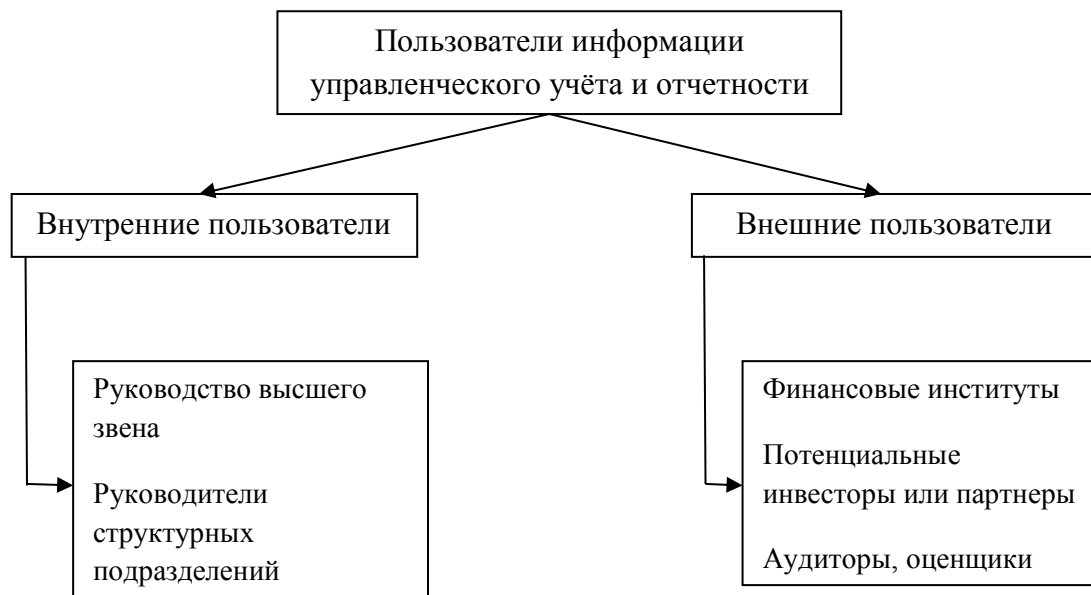 Пользователи информации
управленческого учёта и отчетности
Внутренние пользователи
Внешние пользователи
Руководство высшего
звена
Руководители
структурных
подразделений
Финансовые институты
Потенциальные
инвесторы или партнеры
Аудиторы, оценщики